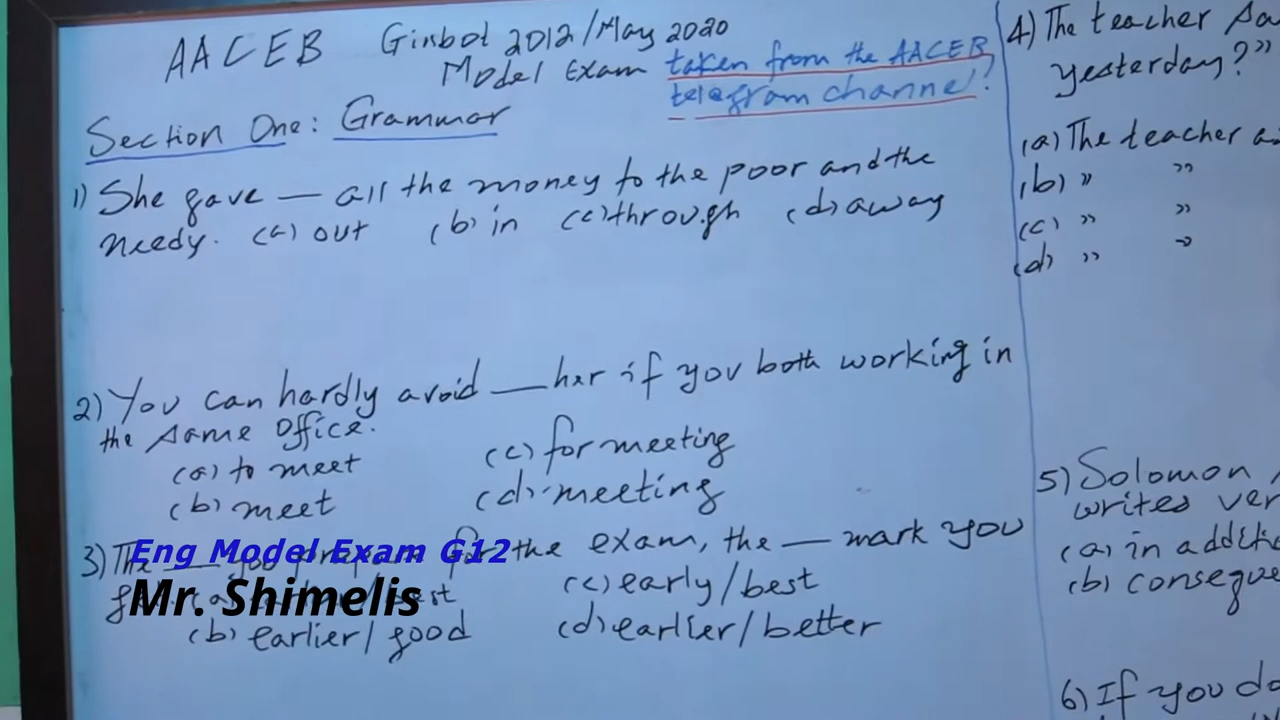 AACEB Ginbot 2012/May 2020
Model Exam taken from the AACEB
telegram channel!
Section One: Grammar
1) She gave — all the money to the poor and the
needy. (a) out (b) in (c) through (d) away
2) You can hardly avoid — her if you both working in
the same office.
(a) to meet (c) for meeting
(b) meet (d) meeting
3) The — you for the exam, the — mark you
(c) early/best
(b) earlier/good (d) earlier/better
Eng Model Exam G12
Mr. Shimelis
4) The teacher
yesterday?"
(a) The teacher
(b) " "
(c) " "
(d) " "
5) Solomon
writes
(a) in
(b)
6) If you